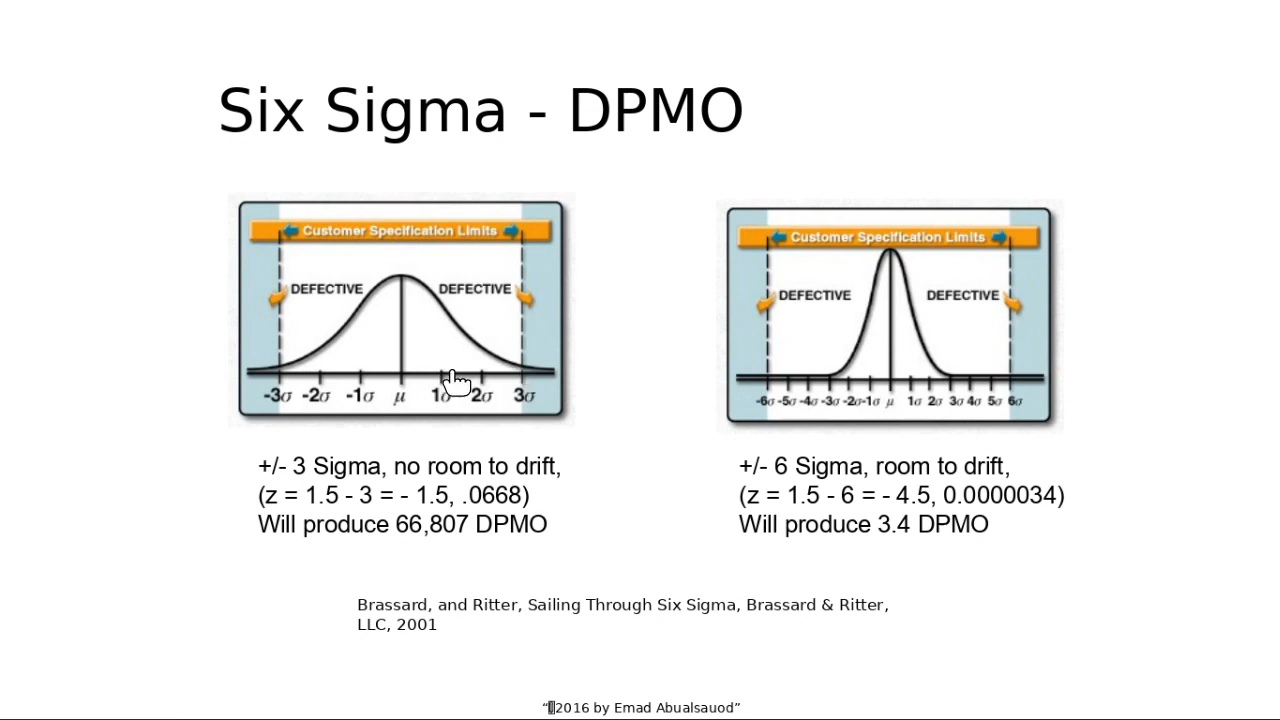 Six Sigma - DPMO
Customer Specification Limits
DEFECTIVE DEFECTIVE
-3σ -2σ -1σ μ 1σ 2σ 3σ
Customer Specification Limits
DEFECTIVE DEFECTIVE
-6σ -5σ -4σ -3σ -2σ -1σ μ 1σ 2σ 3σ 4σ 5σ 6σ
+/- 3 Sigma, no room to drift,
(z = 1.5 - 3 = - 1.5, .0668)
Will produce 66,807 DPMO
+/- 6 Sigma, room to drift,
(z = 1.5 - 6 = - 4.5, 0.0000034)
Will produce 3.4 DPMO
Brassard, and Ritter, Sailing Through Six Sigma, Brassard & Ritter,
LLC, 2001
“2016 by Emad Abualsauod”